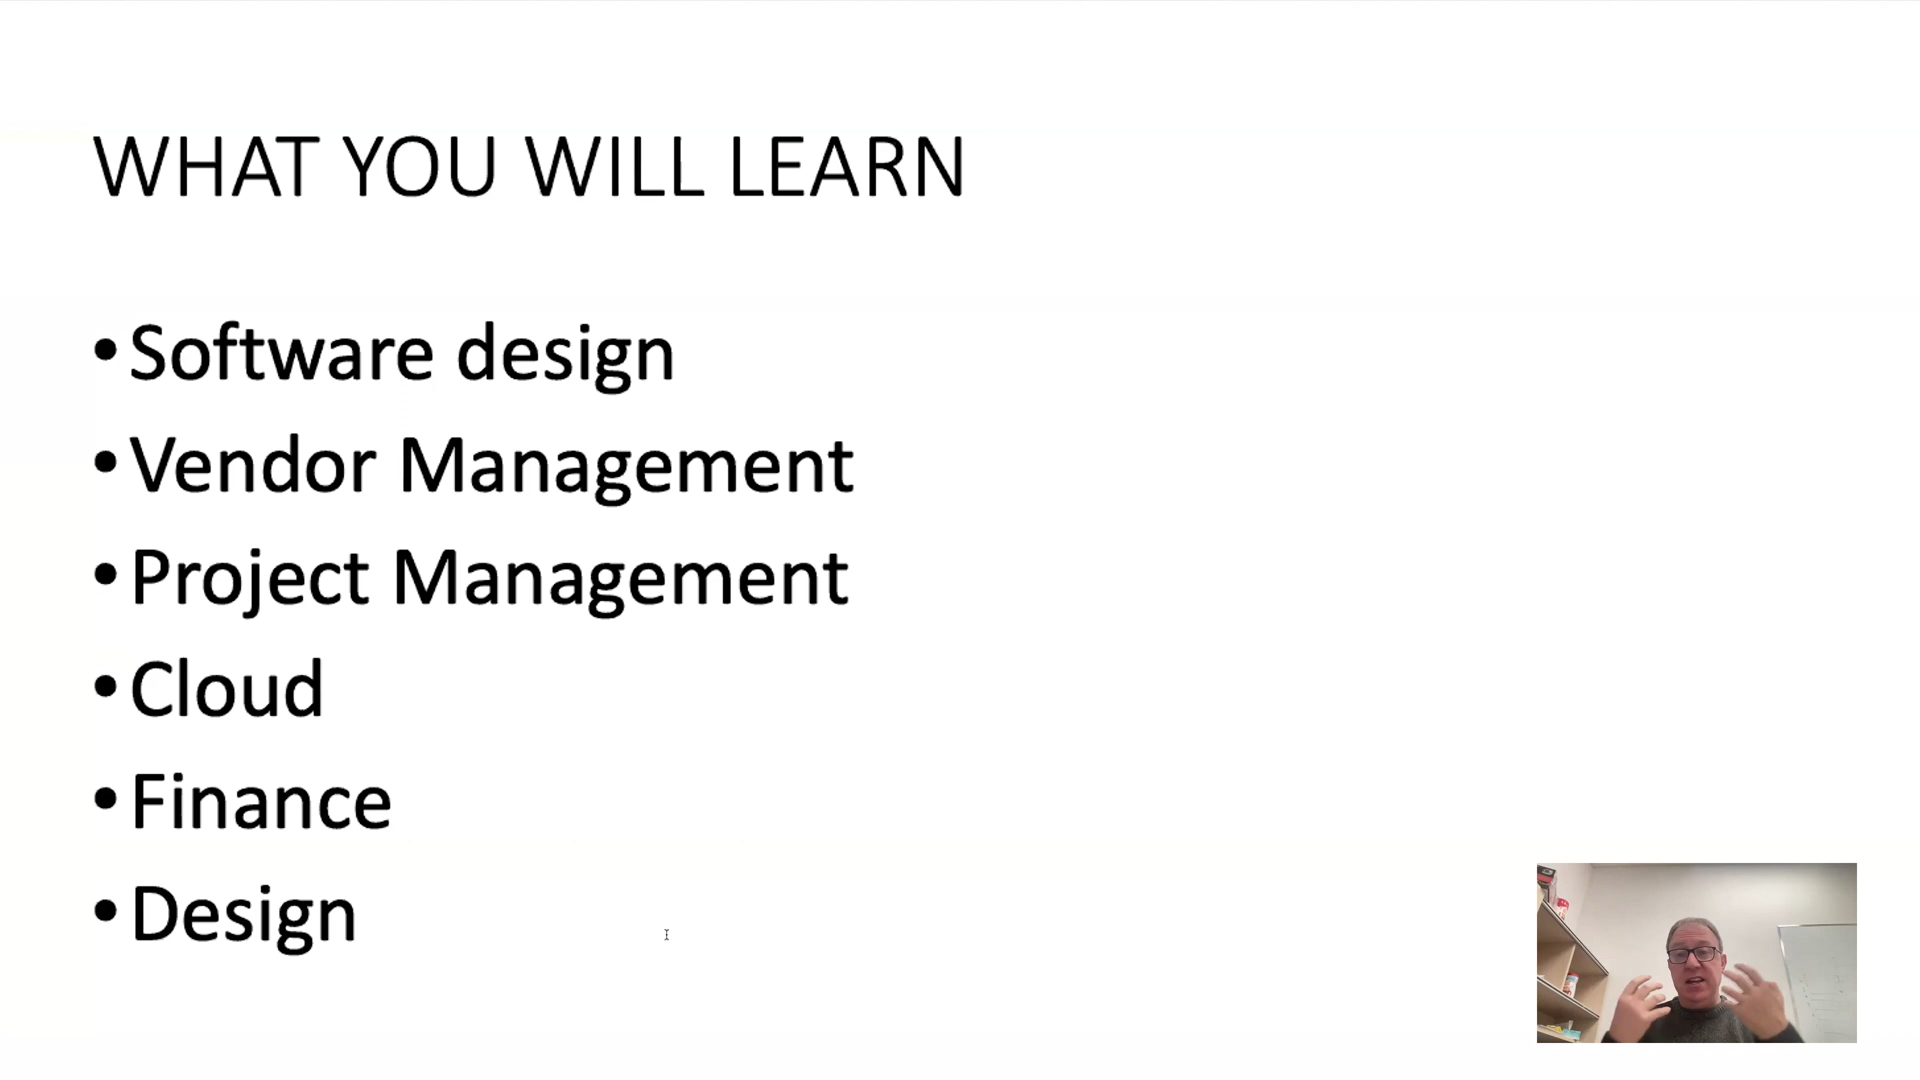 WHAT YOU WILL LEARN
• Software design
• Vendor Management
• Project Management
• Cloud
• Finance
• Design